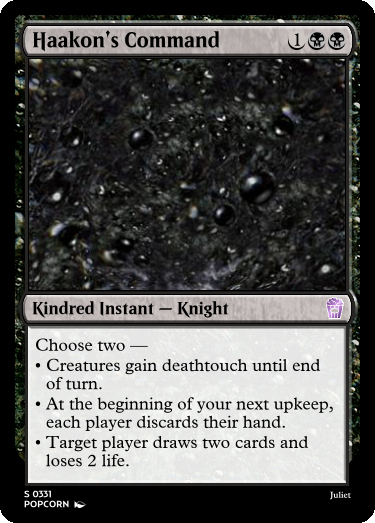 Haakon's Command 1
Kindred Instant — Knight
Choose two —
• Creatures gain deathtouch until end
of turn.
• At the beginning of your next upkeep,
each player discards their hand.
• Target player draws two cards and
loses 2 life.
S 0331
POPCORN
Juliet